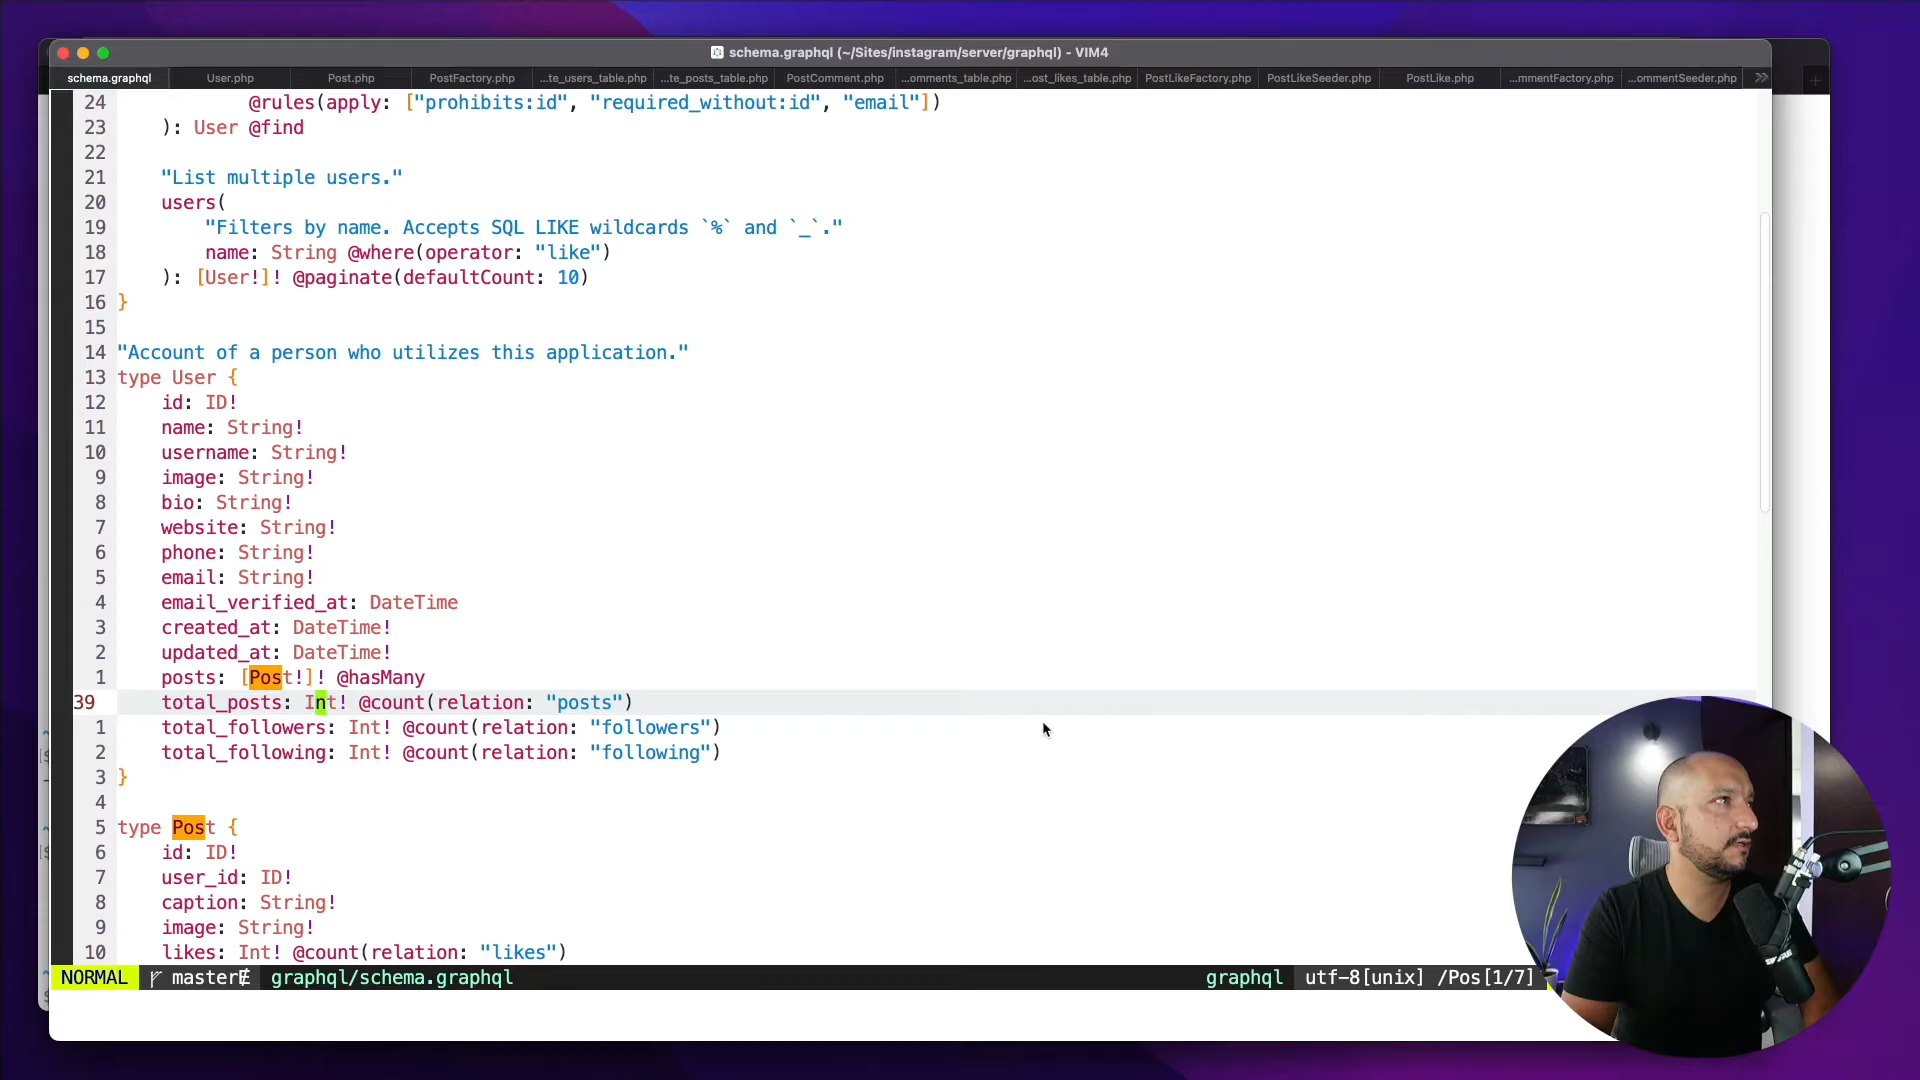 schema.graphql (~/Sites/instagram/server/graphql) - VIM4
schema.graphql User.php Post.php PostFactory.php ...te_users_table.php ...te_posts_table.php PostComment.php ...omments_table.php ...ost_likes_table.php PostLikeFactory.php PostLikeSeeder.php PostLike.php ...mmentFactory.php ...ommentSeeder.php »
24 @rules(apply: ["prohibits:id", "required_without:id", "email"])
23 ): User @find
22
21 "List multiple users."
20 users(
19 "Filters by name. Accepts SQL LIKE wildcards `%` and `_`."
18 name: String @where(operator: "like")
17 ): [User!]! @paginate(defaultCount: 10)
16 }
15
14 "Account of a person who utilizes this application."
13 type User {
12 id: ID!
11 name: String!
10 username: String!
9 image: String!
8 bio: String!
7 website: String!
6 phone: String!
5 email: String!
4 email_verified_at: DateTime
3 created_at: DateTime!
2 updated_at: DateTime!
1 posts: [Post!]! @hasMany
39 total_posts: Int! @count(relation: "posts")
1 total_followers: Int! @count(relation: "followers")
2 total_following: Int! @count(relation: "following")
3 }
4
5 type Post {
6 id: ID!
7 user_id: ID!
8 caption: String!
9 image: String!
10 likes: Int! @count(relation: "likes")
NORMAL master graphql/schema.graphql graphql utf-8[unix] /Pos[1/7]